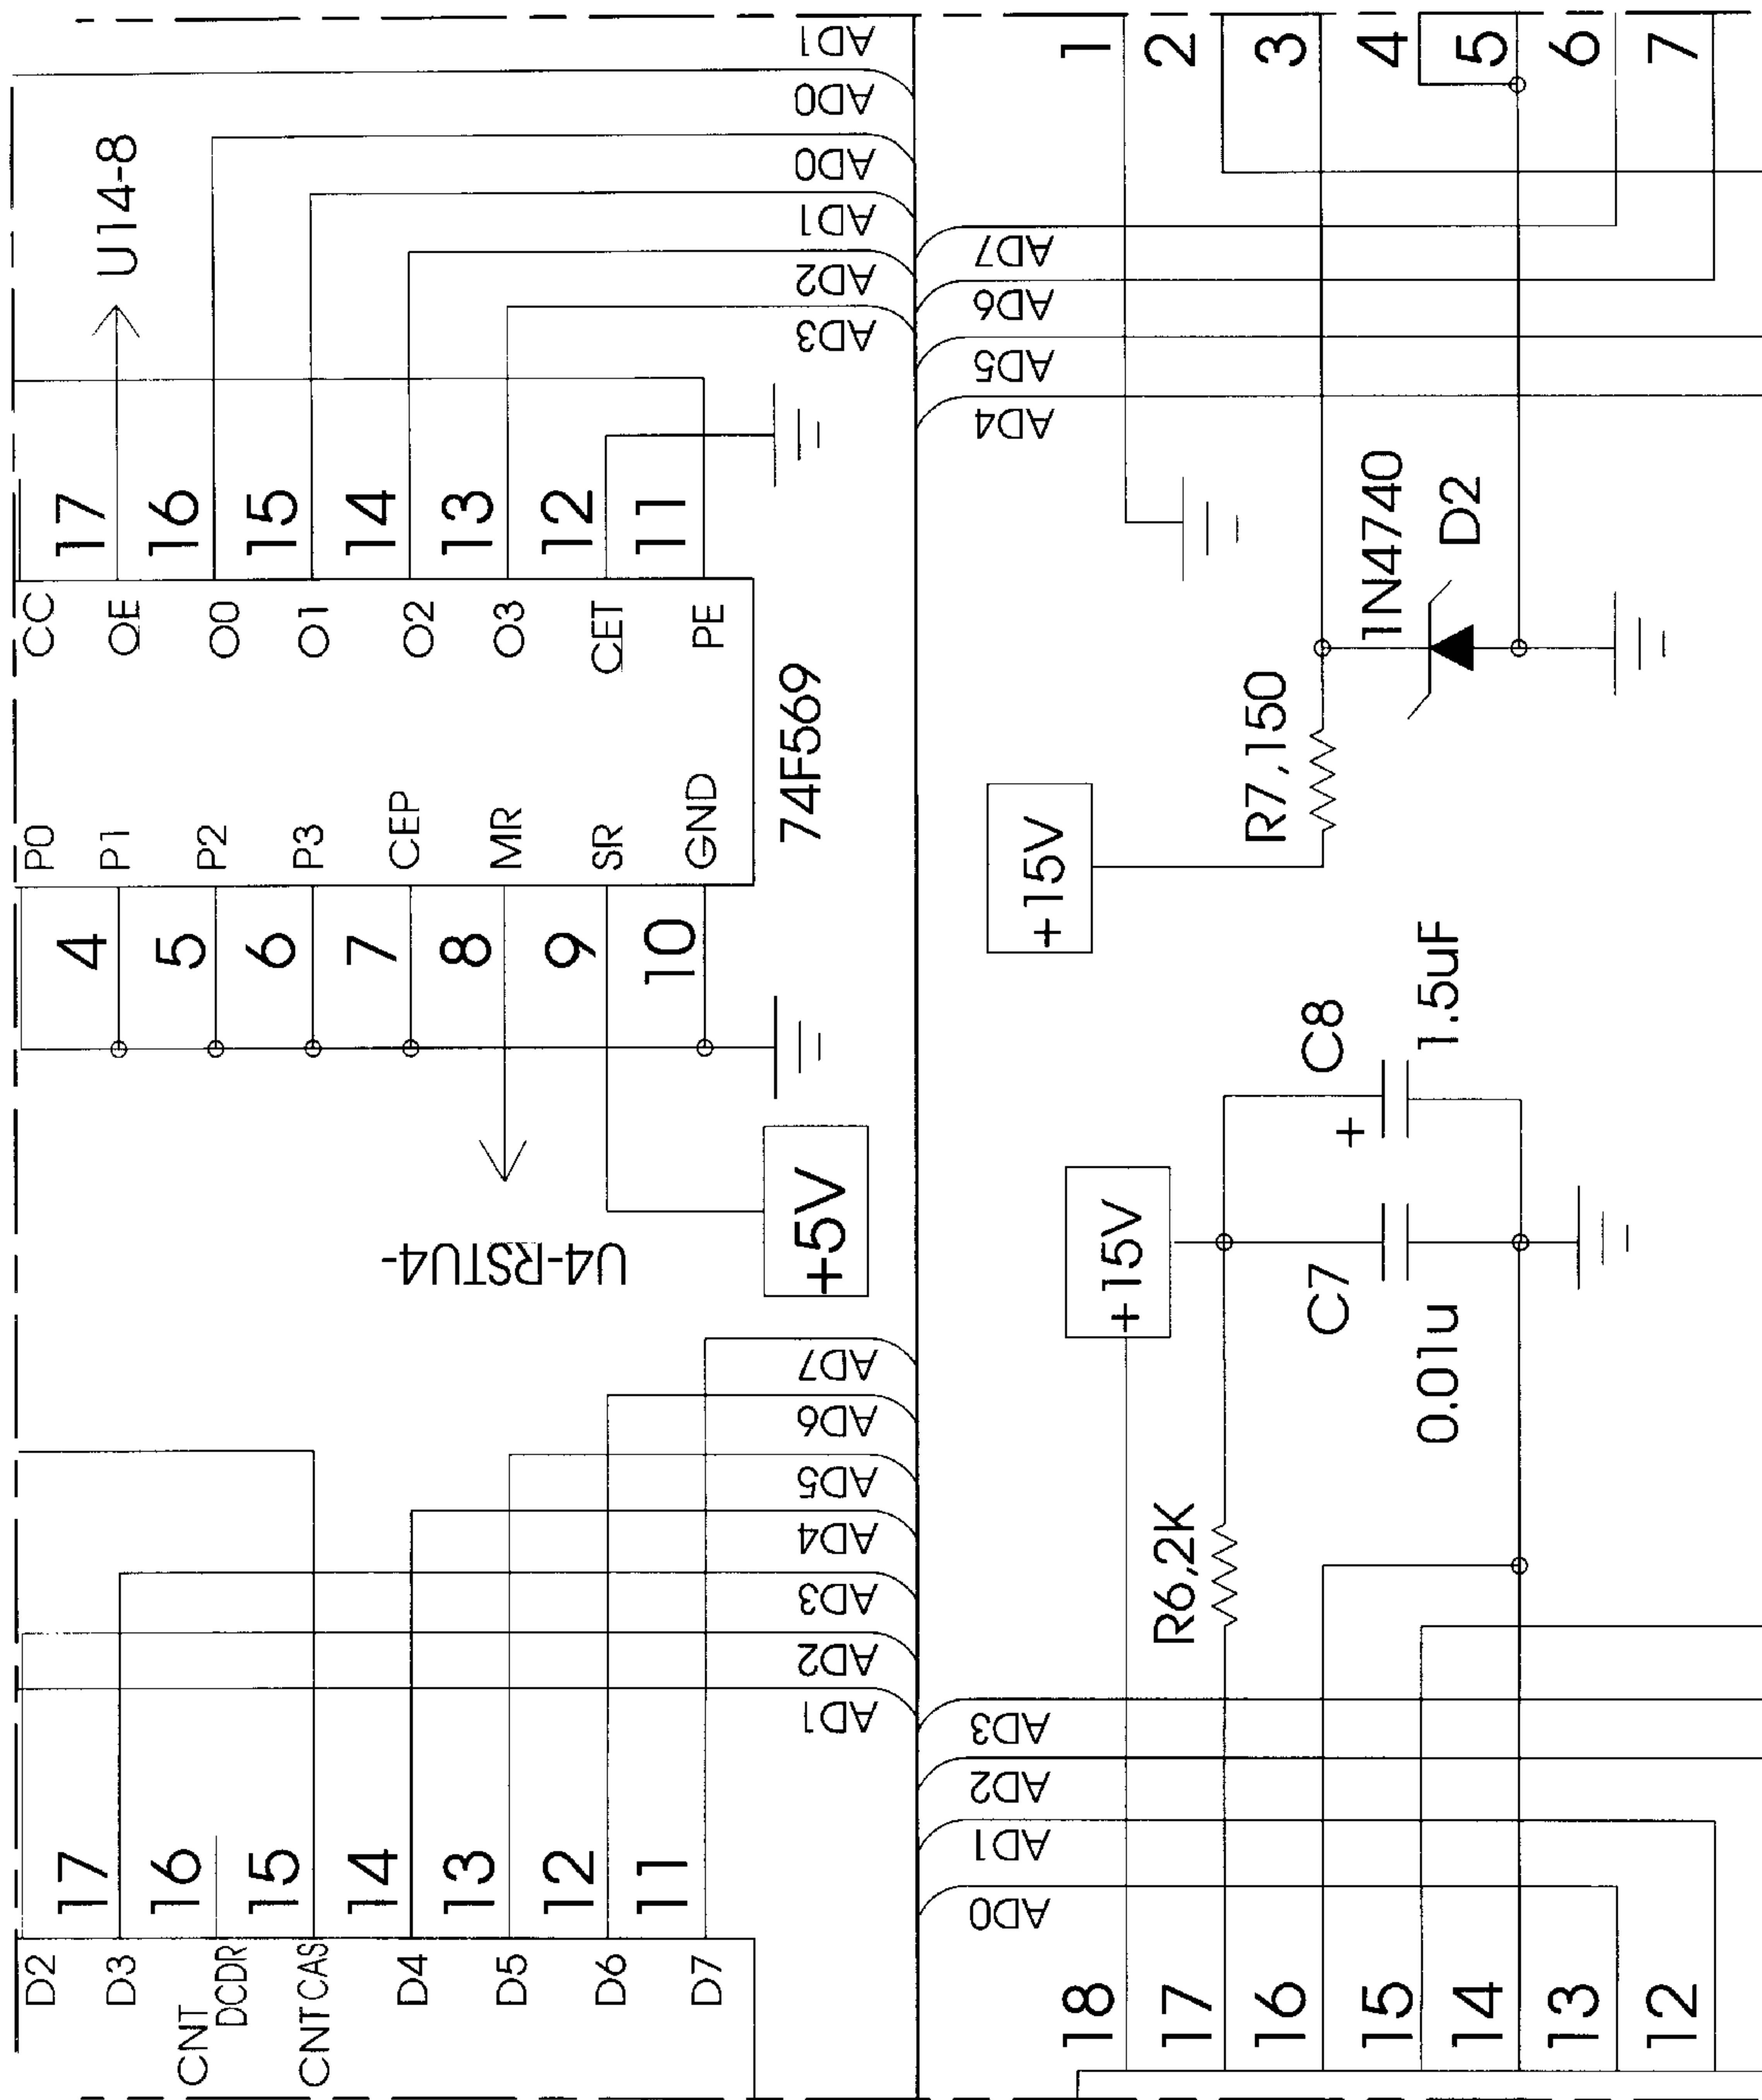 U14-8
CC
17
OE
16
O0
15
O1
14
O2
13
O3
12
CET
11
PE
74F569
P0
4
P1
5
P2
6
P3
7
CEP
8
MR
9
SR
10
GND
+5V
U4-RSTU4-
AD1
AD0
AD0
AD1
AD2
AD3
AD7
AD6
AD5
AD4
AD3
AD2
AD1
D2
17
D3
16
CNT
DCDR
15
CNTCAS
14
D4
13
D5
12
D6
11
D7
AD7
AD6
AD5
AD4
1
2
3
4
5
6
7
1N4740
D2
R7,150
+15V
C8
+
1.5uF
+15V
C7
0.01u
R6,2K
AD3
AD2
AD1
AD0
18
17
16
15
14
13
12